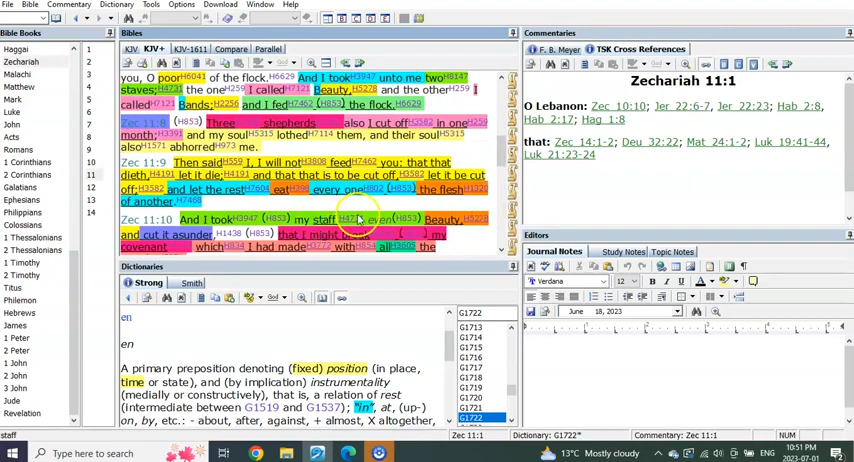 File Bible Commentary Dictionary Tools Options Download Window Help
Bible Books
Haggai
Zechariah
Malachi
Matthew
Mark
Luke
John
Acts
Romans
1 Corinthians
2 Corinthians
Galatians
Ephesians
Philippians
Colossians
1 Thessalonians
2 Thessalonians
1 Timothy
2 Timothy
Titus
Philemon
Hebrews
James
1 Peter
2 Peter
1 John
2 John
3 John
Jude
Revelation
1
2
3
4
5
6
7
8
9
10
11
12
13
14
Bibles
KJV KJV+ KJV-1611 Compare Parallel
you, O poorH6041 of the flock.H6629 And I tookH3947 unto me twoH8147
staves;H4731 the oneH259 I calledH7121 Beauty,H5278 and the otherH259 I
calledH7121 Bands;H2256 and I fedH7462 (H853) the flock.H6629
Zec 11:8 (H853) Three shepherds also I cut offH3582 in one
month;H3391 and my soulH5315 lothedH7114 them, and their soulH5315
alsoH1571 abhorredH973 me.
Zec 11:9 Then saidH559 I, I will notH3808 feedH7462 you: that that
dieth,H4191 let it die;H4191 and that that is to be cut off,H3582 let it be cut
off;H3582 and let the restH7604 eatH398 every oneH802 (H853) the fleshH1320
of another.H7468
Zec 11:10 And I tookH3947 (H853) my staff even(H853) Beauty,H5278
and cut it asunder,H1438 (H853) that I might break my
covenant whichH834 I had madeH3772 withH854 allH3605 the
Dictionaries
Strong Smith
en
en
A primary preposition denoting (fixed) position (in place,
time or state), and (by implication) instrumentality
(medially or constructively), that is, a relation of rest
(intermediate between G1519 and G1537); "in", at, (up-)
on, by, etc.: - about, after, against, + almost, X altogether,
G1722
G1713
G1714
G1715
G1716
G1717
G1718
G1719
G1720
G1721
G1722
Commentaries
F. B. Meyer TSK Cross References
Zechariah 11:1
O Lebanon: Zec 10:10; Jer 22:6-7, Jer 22:23; Hab 2:8,
Hab 2:17; Hag 1:8
that: Zec 14:1-2; Deu 32:22; Mat 24:1-2; Luk 19:41-44,
Luk 21:23-24
Editors
Journal Notes Study Notes Topic Notes
Verdana 12 B I U
June 18, 2023
staff Zec 11:1 Dictionary: G1722* Commentary: Zec 11:1 NUM
Type here to search
13°C Mostly cloudy
10:51 PM
2023-07-01
2